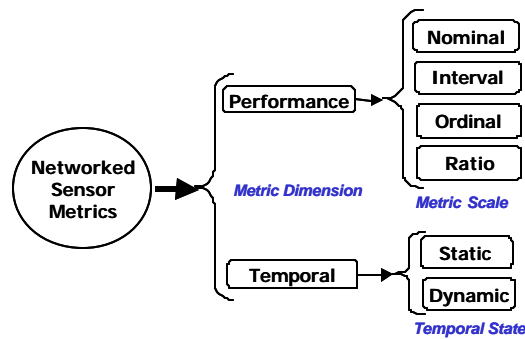 Networked
Sensor
Metrics
Performance
Metric Dimension
Temporal
Nominal
Interval
Ordinal
Ratio
Metric Scale
Static
Dynamic
Temporal State